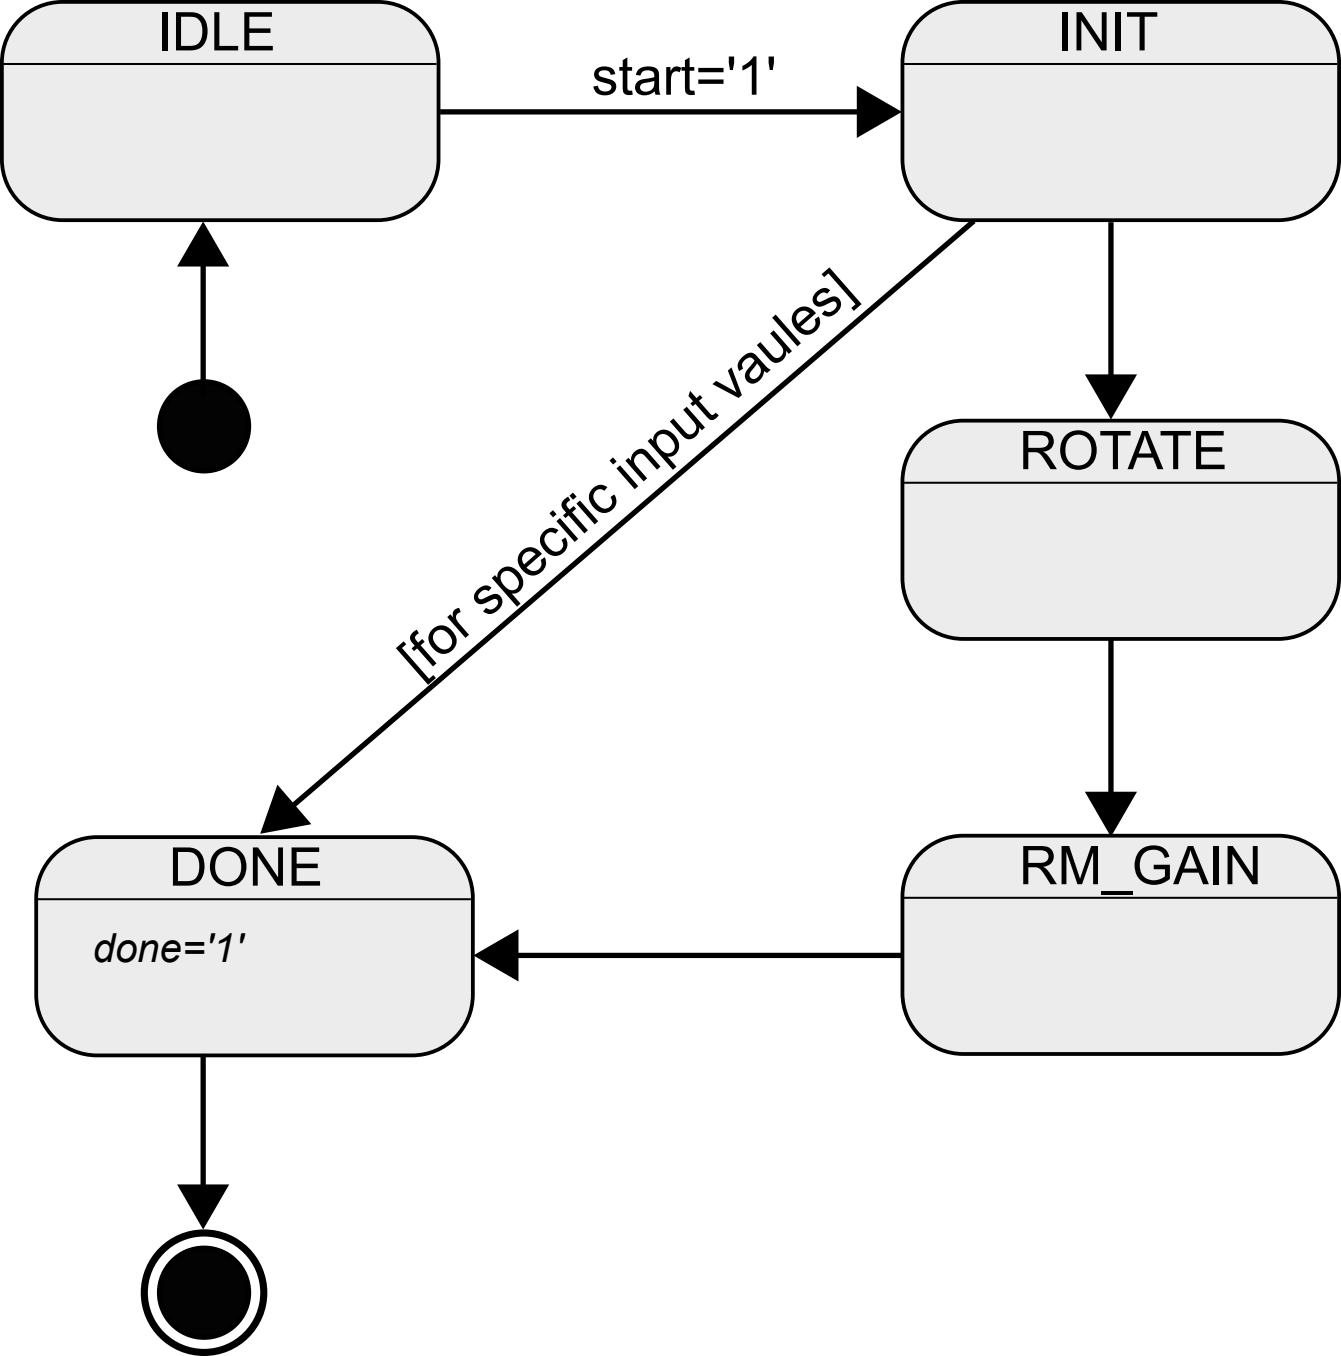 IDLE
start='1'
INIT
[for specific input vaules]
ROTATE
DONE
done='1'
RM_GAIN